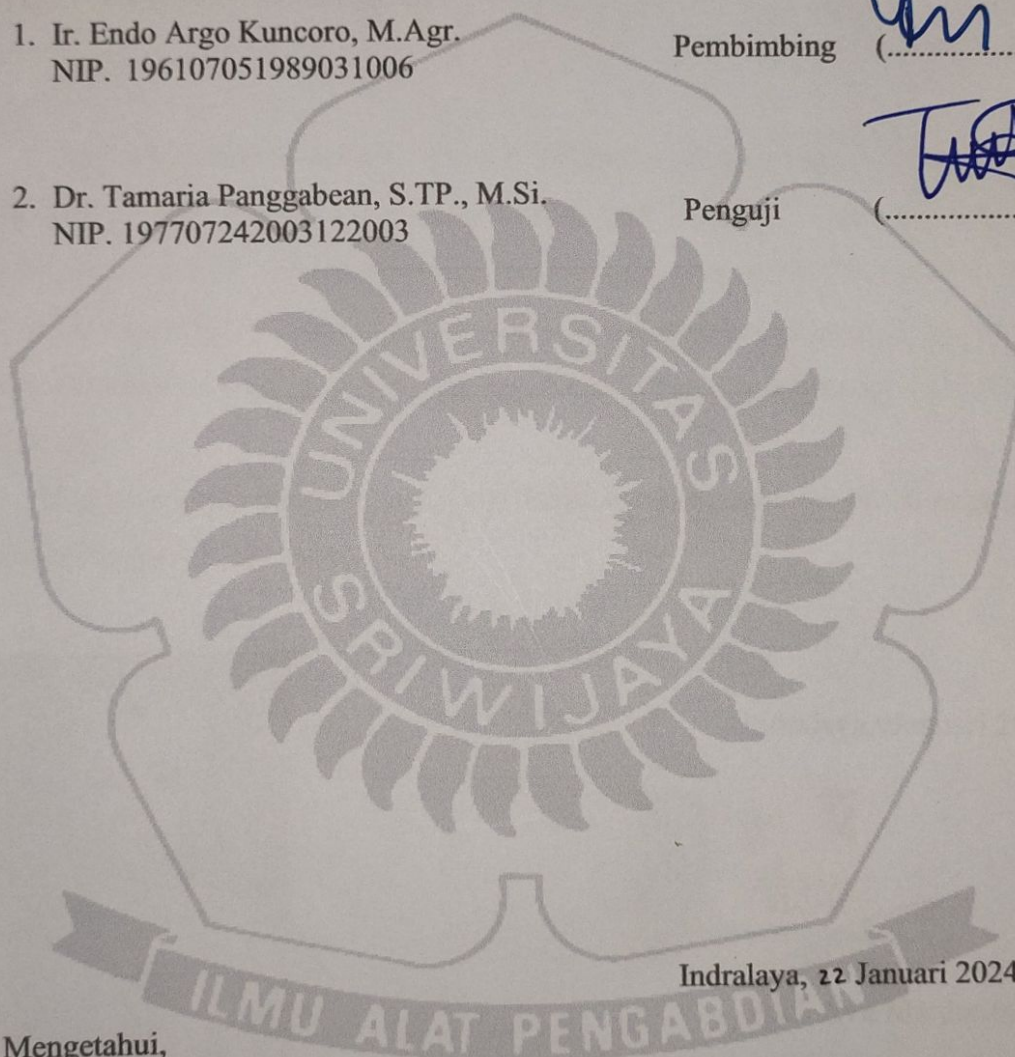 1. Ir. Endo Argo Kuncoro, M.Agr.
NIP. 196107051989031006
Pembimbing (..............
2. Dr. Tamaria Panggabean, S.TP., M.Si.
NIP. 197707242003122003
Penguji (.................
UNIVERSITAS
SRIWIJAYA
Indralaya, 22 Januari 2024
ILMU ALAT PENGABDIAN
Mengetahui,